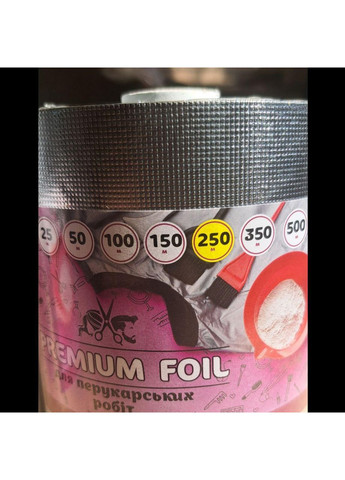 25 50 м 100 м 150 м 250 м 350 м 500
PREMIUM FOIL
для перукарських
робіт